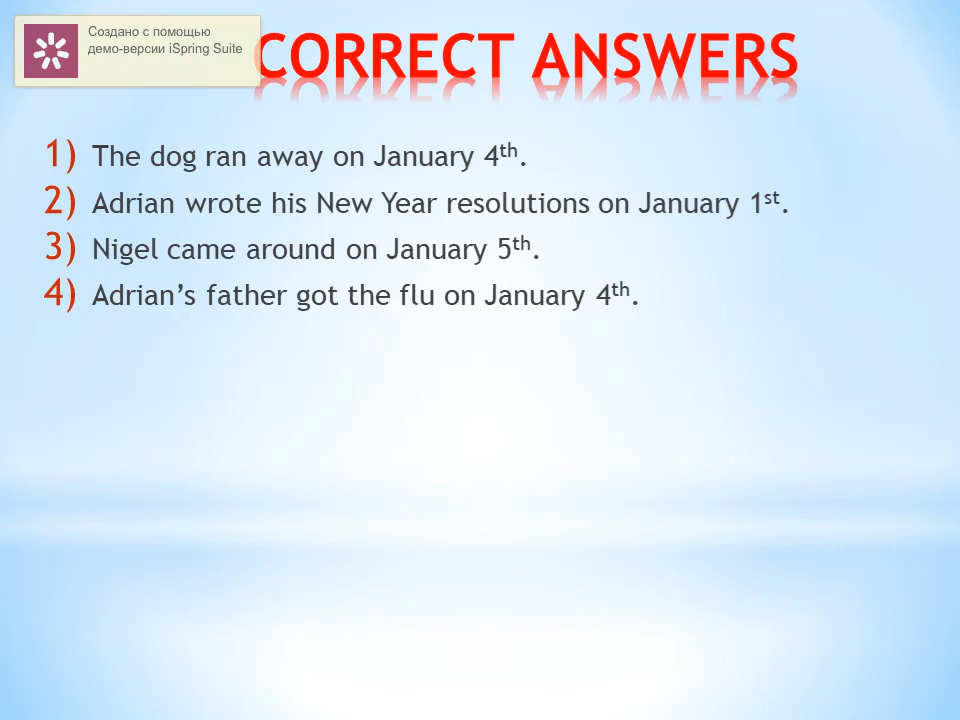 Создано с помощью
демо-версии iSpring Suite
CORRECT ANSWERS
1) The dog ran away on January 4th.
2) Adrian wrote his New Year resolutions on January 1st.
3) Nigel came around on January 5th.
4) Adrian’s father got the flu on January 4th.